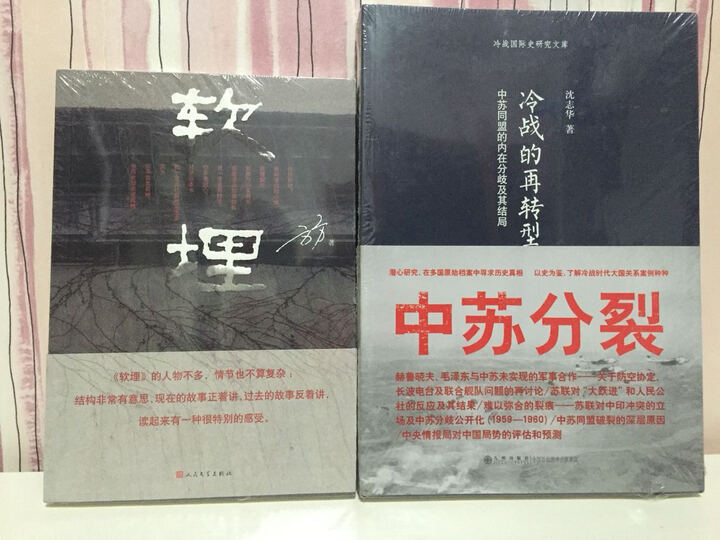 软埋
方方 著
《软埋》的人物不多，情节也不算复杂：
结构非常有意思，现在的故事正着讲，过去的故事反着讲，
读起来有一种很特别的感受。
人民文学出版社
冷战国际史研究文库
沈志华 著
冷战的再转型
中苏同盟的内在分歧及其结局
潜心研究，在多国原始档案中寻求历史真相 以史为鉴，了解冷战时代大国关系案例种种
中苏分裂
赫鲁晓夫、毛泽东与中苏未实现的军事合作——关于防空协定、
长波电台及联合舰队问题的再讨论/苏联对“大跃进”和人民公
社的反应及其结果/难以弥合的裂痕——苏联对中印冲突的立
场及中苏分歧公开化（1959—1960）/中苏同盟破裂的深层原因
/中央情报局对中国局势的评估和预测
九州出版社